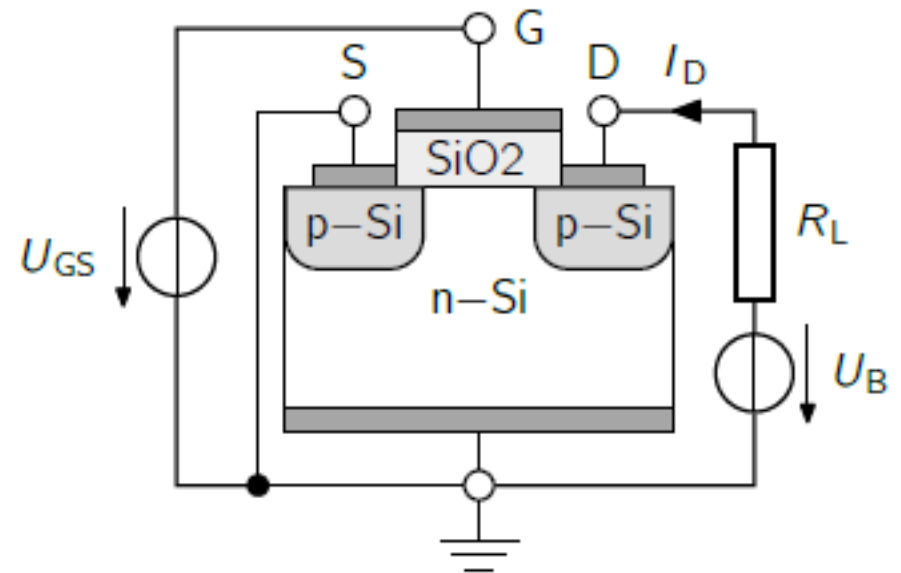 G
S
D
I_D
SiO2
p–Si
p–Si
R_L
U_GS
n–Si
U_B